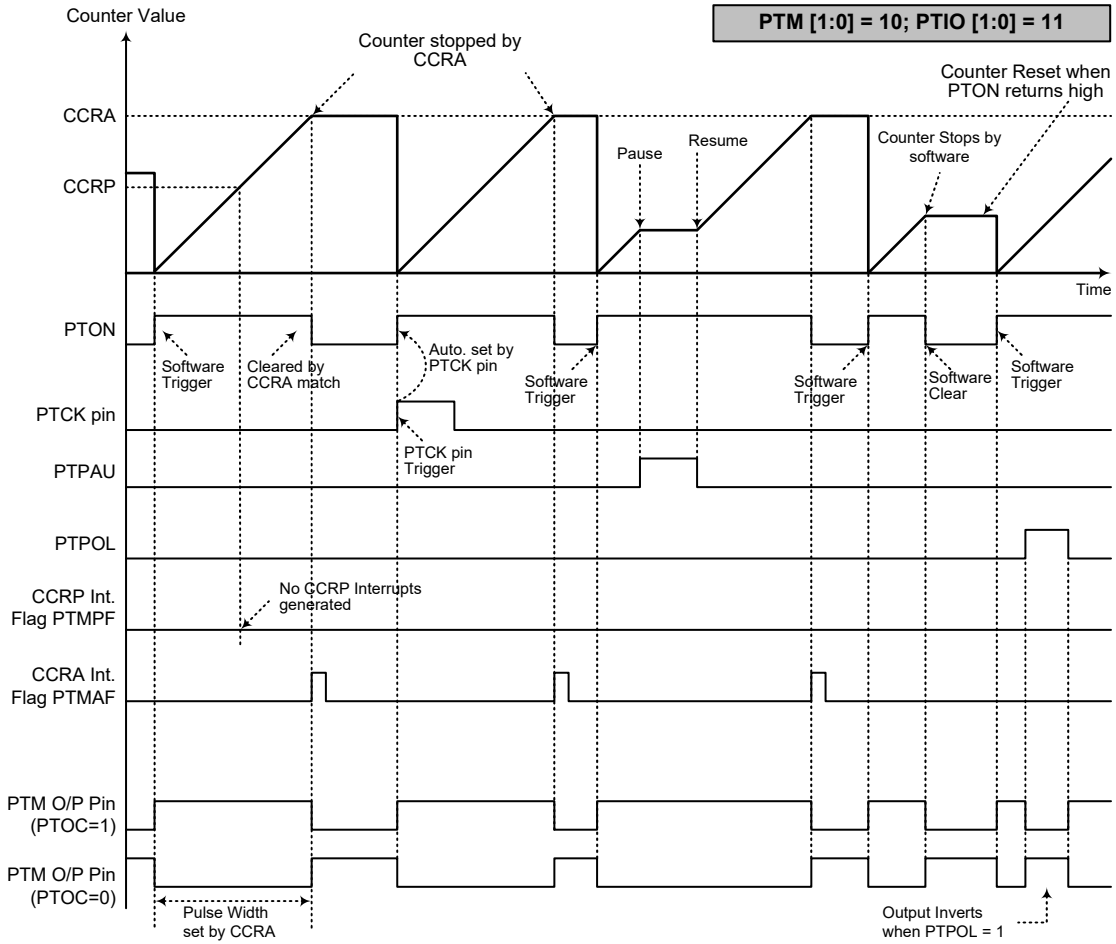 Counter Value
PTM [1:0] = 10; PTIO [1:0] = 11
Counter stopped by
CCRA
Counter Reset when
PTON returns high
CCRA
Pause
Resume
Counter Stops by
software
CCRP
Time
PTON
Software
Trigger
Cleared by
CCRA match
Auto. set by
PTCK pin
Software
Trigger
Software
Trigger
Software
Clear
Software
Trigger
PTCK pin
PTCK pin
Trigger
PTPAU
PTPOL
CCRP Int.
Flag PTMPF
No CCRP Interrupts
generated
CCRA Int.
Flag PTMAF
PTM O/P Pin
(PTOC=1)
PTM O/P Pin
(PTOC=0)
Pulse Width
set by CCRA
Output Inverts
when PTPOL = 1